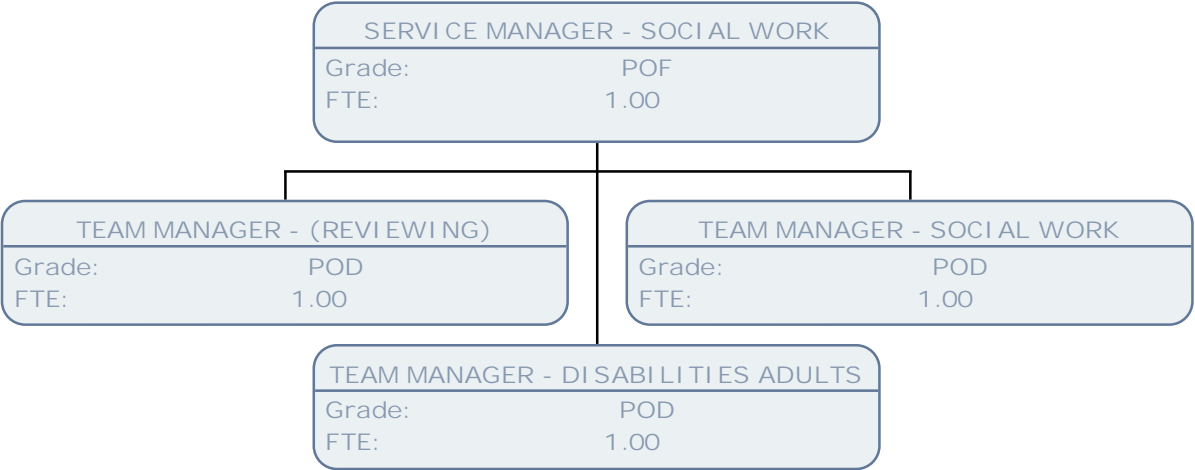 SERVICE MANAGER - SOCIAL WORK
Grade: POF
FTE: 1.00
TEAM MANAGER - (REVIEWING)
Grade: POD
FTE: 1.00
TEAM MANAGER - SOCIAL WORK
Grade: POD
FTE: 1.00
TEAM MANAGER - DISABILITIES ADULTS
Grade: POD
FTE: 1.00